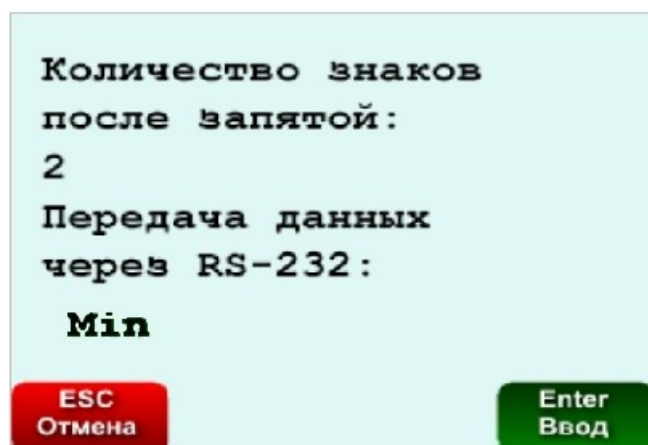 Количество знаков
после запятой:
2
Передача данных
через RS-232:
Min
ESC
Отмена
Enter
Ввод